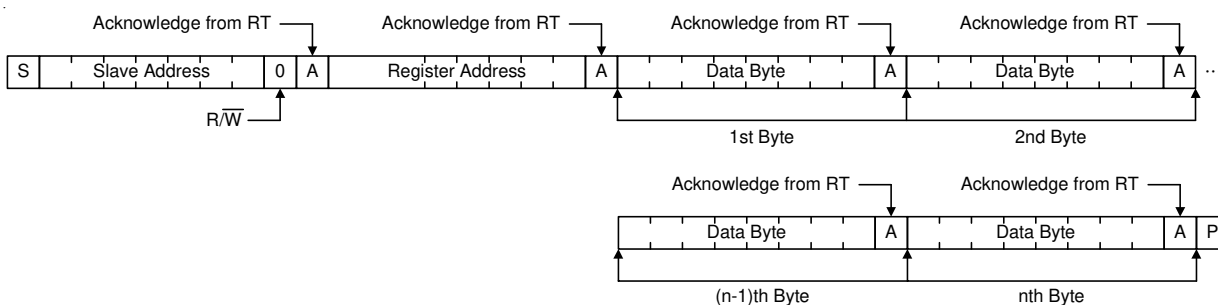 Acknowledge from RT Acknowledge from RT Acknowledge from RT Acknowledge from RT
S Slave Address 0 A Register Address A Data Byte A Data Byte A ..
R/W̅
1st Byte 2nd Byte
Acknowledge from RT Acknowledge from RT
Data Byte A Data Byte A P
(n-1)th Byte nth Byte